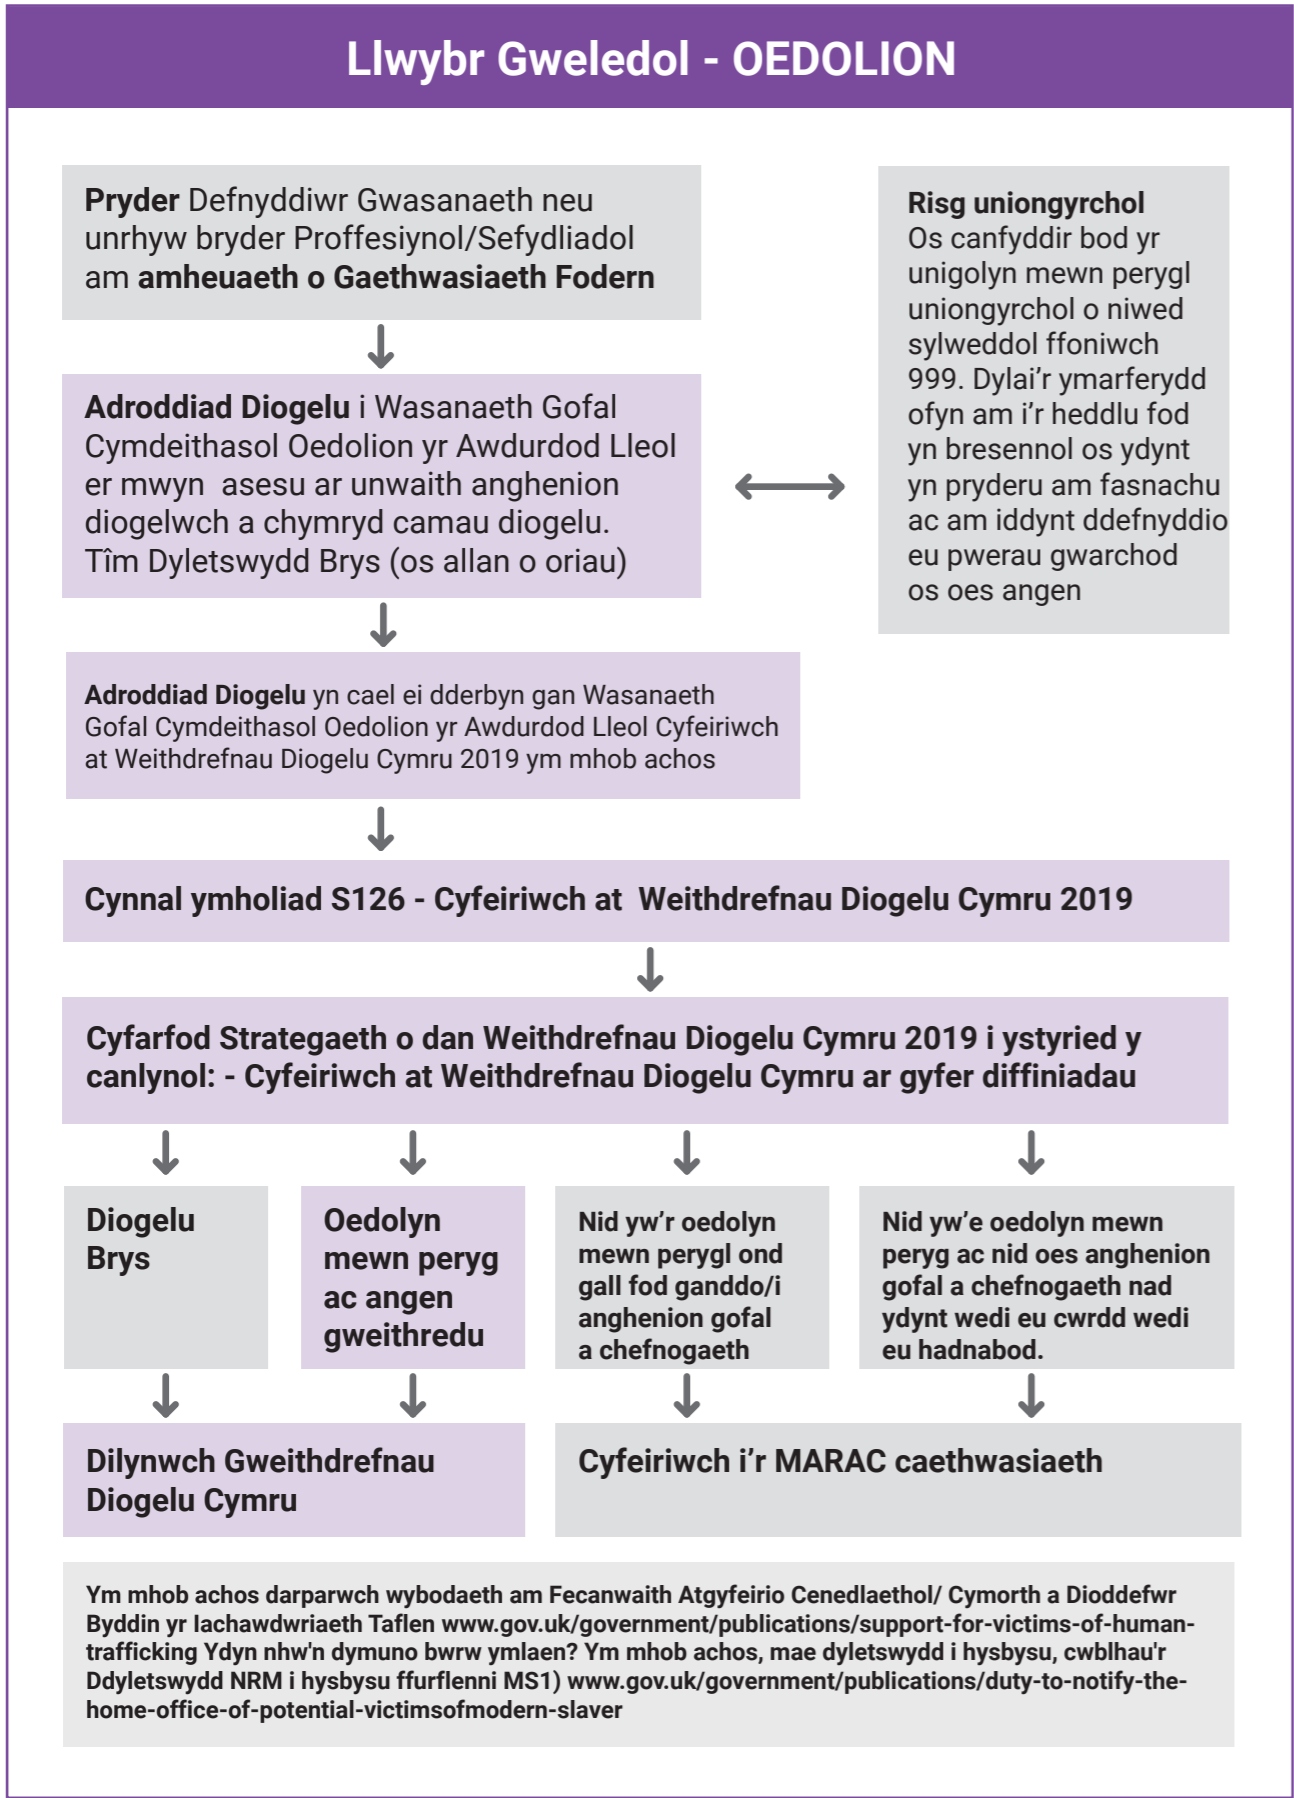 Llwybr Gweledol - OEDOLION
Pryder Defnyddiwr Gwasanaeth neu
unrhyw bryder Proffesiynol/Sefydliadol
am amheuaeth o Gaethwasiaeth Fodern
Risg uniongyrchol
Os canfyddir bod yr
unigolyn mewn perygl
uniongyrchol o niwed
sylweddol ffoniwch
999. Dylai'r ymarferydd
ofyn am i'r heddlu fod
yn bresennol os ydynt
yn pryderu am fasnachu
ac am iddynt ddefnyddio
eu pwerau gwarchod
os oes angen
Adroddiad Diogelu i Wasanaeth Gofal
Cymdeithasol Oedolion yr Awdurdod Lleol
er mwyn  asesu ar unwaith anghenion
diogelwch a chymryd camau diogelu.
Tîm Dyletswydd Brys (os allan o oriau)
Adroddiad Diogelu yn cael ei dderbyn gan Wasanaeth
Gofal Cymdeithasol Oedolion yr Awdurdod Lleol Cyfeiriwch
at Weithdrefnau Diogelu Cymru 2019 ym mhob achos
Cynnal ymholiad S126 - Cyfeiriwch at  Weithdrefnau Diogelu Cymru 2019
Cyfarfod Strategaeth o dan Weithdrefnau Diogelu Cymru 2019 i ystyried y
canlynol: - Cyfeiriwch at Weithdrefnau Diogelu Cymru ar gyfer diffiniadau
Diogelu
Brys
Oedolyn
mewn peryg
ac angen
gweithredu
Nid yw'r oedolyn
mewn perygl ond
gall fod ganddo/i
anghenion gofal
a chefnogaeth
Nid yw'e oedolyn mewn
peryg ac nid oes anghenion
gofal a chefnogaeth nad
ydynt wedi eu cwrdd wedi
eu hadnabod.
Dilynwch Gweithdrefnau
Diogelu Cymru
Cyfeiriwch i'r MARAC caethwasiaeth
Ym mhob achos darparwch wybodaeth am Fecanwaith Atgyfeirio Cenedlaethol/ Cymorth a Dioddefwr
Byddin yr Iachawdwriaeth Taflen www.gov.uk/government/publications/support-for-victims-of-human-
trafficking Ydyn nhw'n dymuno bwrw ymlaen? Ym mhob achos, mae dyletswydd i hysbysu, cwblhau'r
Ddyletswydd NRM i hysbysu ffurflenni MS1) www.gov.uk/government/publications/duty-to-notify-the-
home-office-of-potential-victimsofmodern-slaver